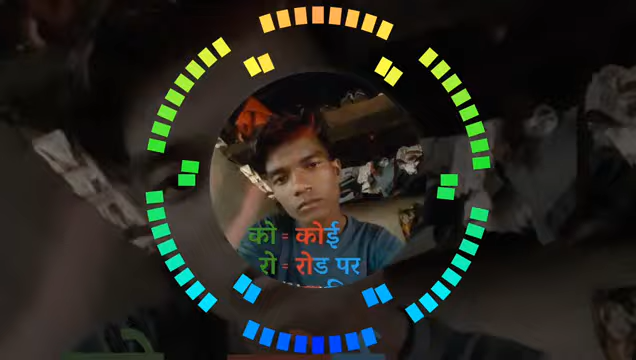 को = कोई
रो = रोड पर